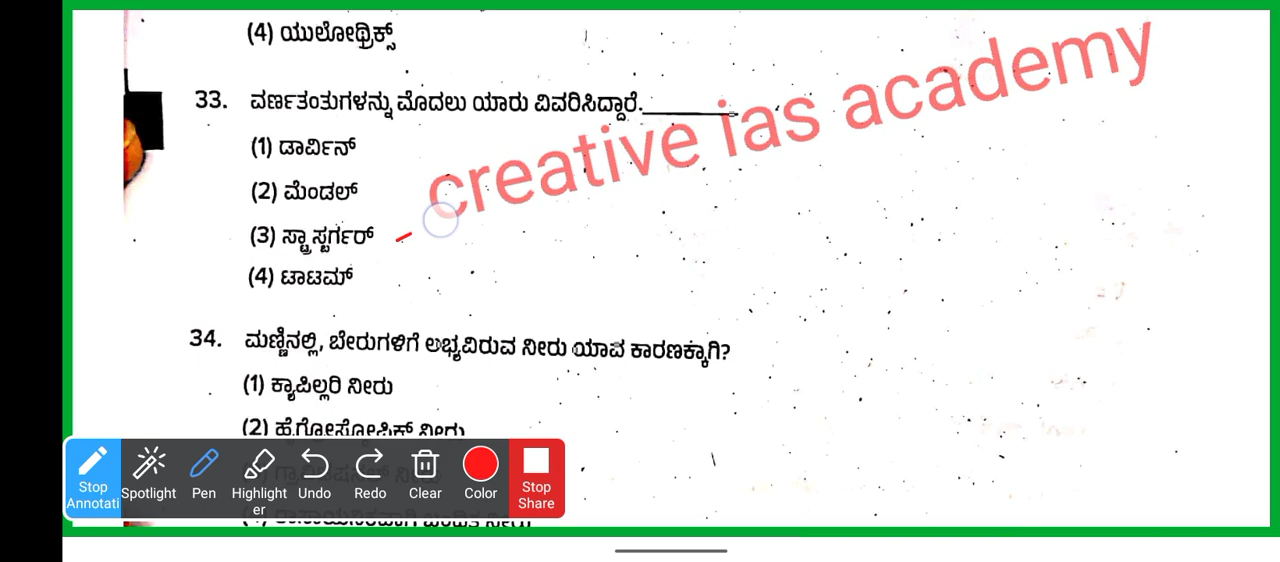 (4) ಯುಲೋಥ್ರಿಕ್ಸ್
33. ವರ್ಣತಂತುಗಳನ್ನು ಮೊದಲು ಯಾರು ವಿವರಿಸಿದ್ದಾರೆ.
creative ias academy
(1) ಡಾರ್ವಿನ್
(2) ಮೆಂಡಲ್
(3) ಸ್ಟ್ರಾಸ್ಬರ್ಗರ್
(4) ಟಾಟಮ್
34. ಮಣ್ಣಿನಲ್ಲಿ, ಬೇರುಗಳಿಗೆ ಲಭ್ಯವಿರುವ ನೀರು ಯಾವ ಕಾರಣಕ್ಕಾಗಿ?
(1) ಕ್ಯಾಪಿಲ್ಲರಿ ನೀರು
(2) ಹೈಗ್ರೋಸ್ಕೋಪಿಕ್ ನೀರು
Stop Annotati
Spotlight
Pen
Highlighter
Undo
Redo
Clear
Color
Stop Share